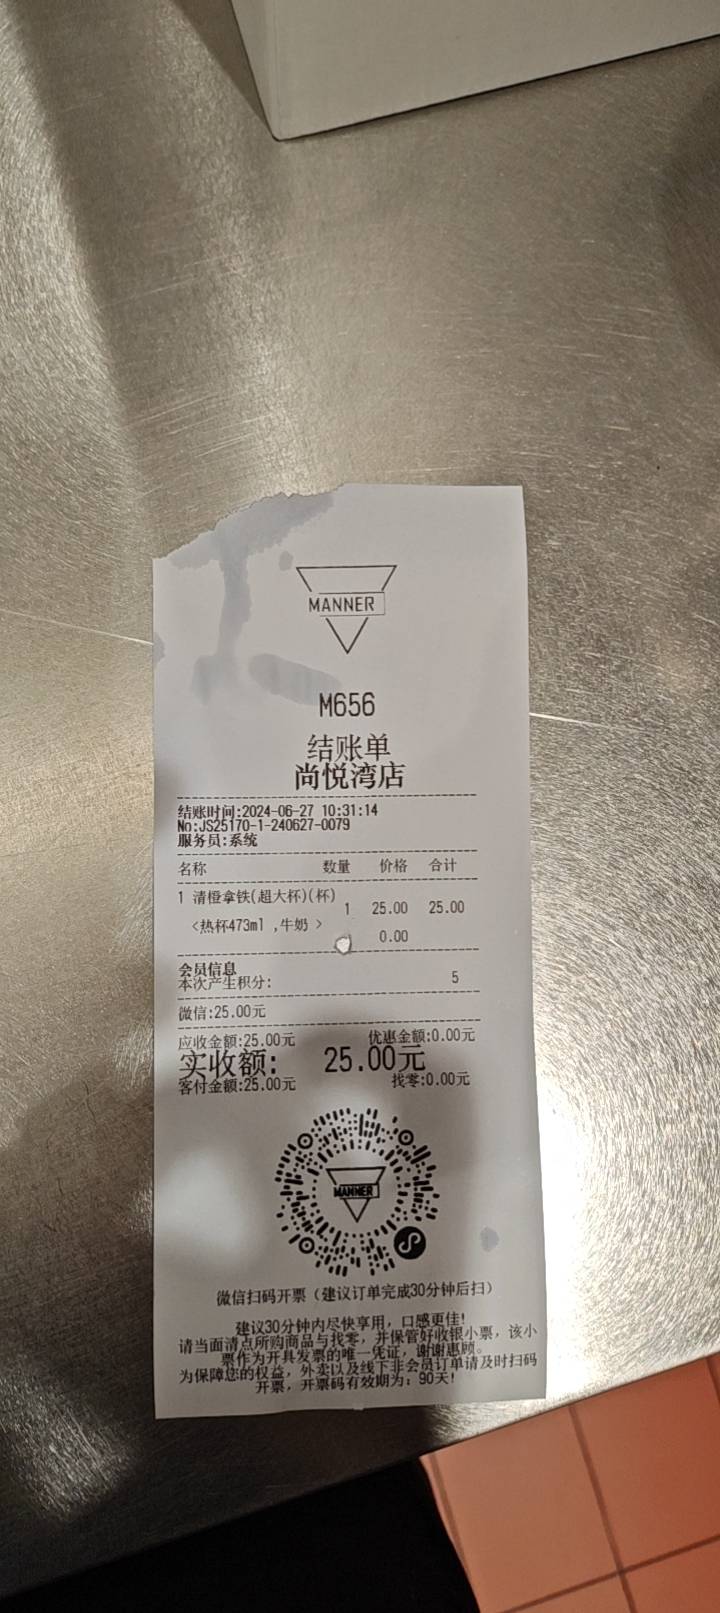 MANNER
M656
结账单
尚悦湾店
结账时间:2024-06-27 10:31:14
No:JS25170-1-240627-0079
服务员:系统
名称 数量 价格 合计
1 清橙拿铁(超大杯)(杯)
1 25.00 25.00
<热杯473ml ,牛奶 >
0.00
会员信息
本次产生积分: 5
微信:25.00元
应收金额:25.00元 优惠金额:0.00元
实收额: 25.00元
客付金额:25.00元 找零:0.00元
MANNER
微信扫码开票（建议订单完成30分钟后扫）
建议30分钟内尽快享用，口感更佳!
请当面清点所购商品与找零，并保管好收银小票，该小
票作为开具发票的唯一凭证，谢谢惠顾。
为保障您的权益，外卖以及线下非会员订单请及时扫码
开票，开票码有效期为：90天!